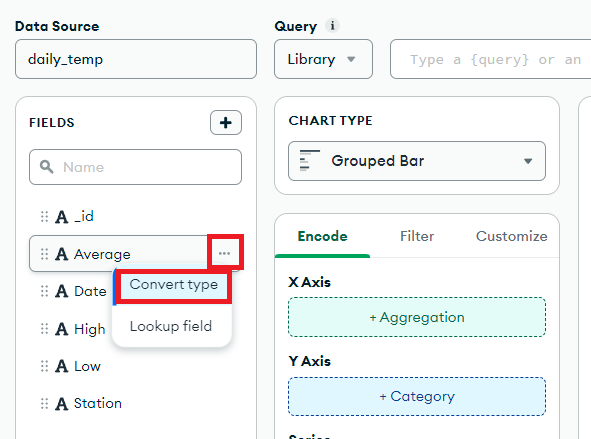 Data Source
daily_temp
Query i
Library
Type a {query} or an
FIELDS
+
Name
A _id
A Average ...
Convert type
A Date
Lookup field
A High
A Low
A Station
CHART TYPE
Grouped Bar
Encode Filter Customize
X Axis
+ Aggregation
Y Axis
+ Category